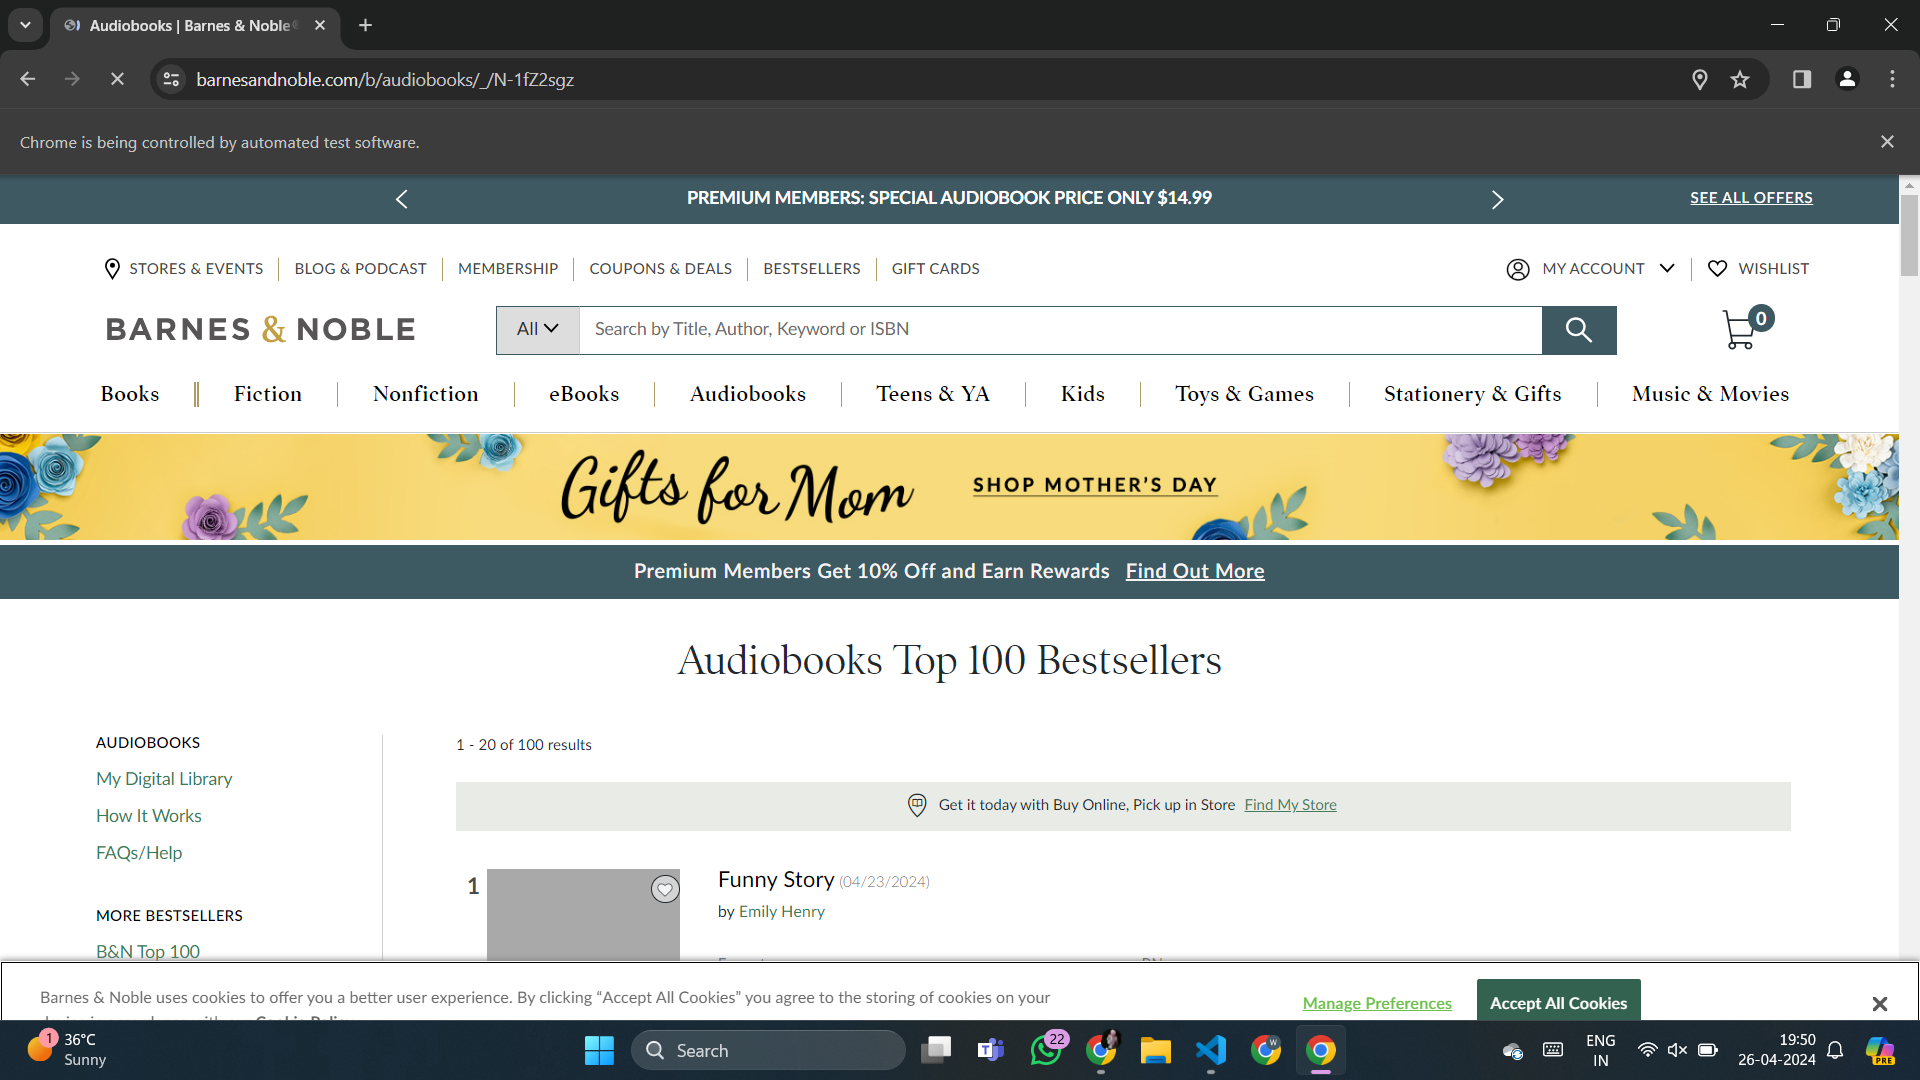 Audiobooks | Barnes & Noble®
barnesandnoble.com/b/audiobooks/_/N-1fZ2sgz
Chrome is being controlled by automated test software.
PREMIUM MEMBERS: SPECIAL AUDIOBOOK PRICE ONLY $14.99
SEE ALL OFFERS
STORES & EVENTS
BLOG & PODCAST
MEMBERSHIP
COUPONS & DEALS
BESTSELLERS
GIFT CARDS
MY ACCOUNT
WISHLIST
BARNES & NOBLE
All
Search by Title, Author, Keyword or ISBN
0
Books
Fiction
Nonfiction
eBooks
Audiobooks
Teens & YA
Kids
Toys & Games
Stationery & Gifts
Music & Movies
Gifts for Mom
SHOP MOTHER'S DAY
Premium Members Get 10% Off and Earn Rewards Find Out More
Audiobooks Top 100 Bestsellers
AUDIOBOOKS
My Digital Library
How It Works
FAQs/Help
MORE BESTSELLERS
B&N Top 100
1 - 20 of 100 results
Get it today with Buy Online, Pick up in Store Find My Store
1
Funny Story (04/23/2024)
by Emily Henry
Barnes & Noble uses cookies to offer you a better user experience. By clicking “Accept All Cookies” you agree to the storing of cookies on your
Manage Preferences
Accept All Cookies
1
36°C
Sunny
Search
22
W
ENG
IN
19:50
26-04-2024
PRE